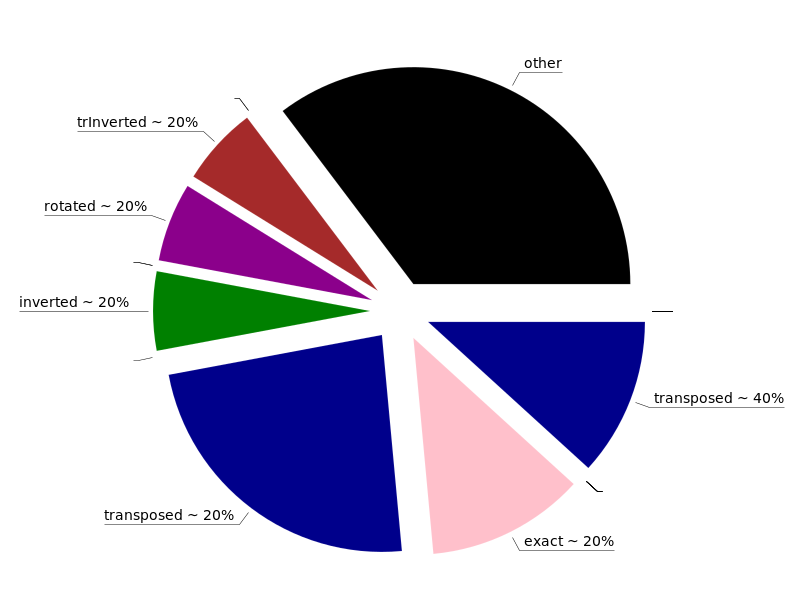 other
trInverted ~ 20%
rotated ~ 20%
inverted ~ 20%
transposed ~ 40%
transposed ~ 20%
exact ~ 20%